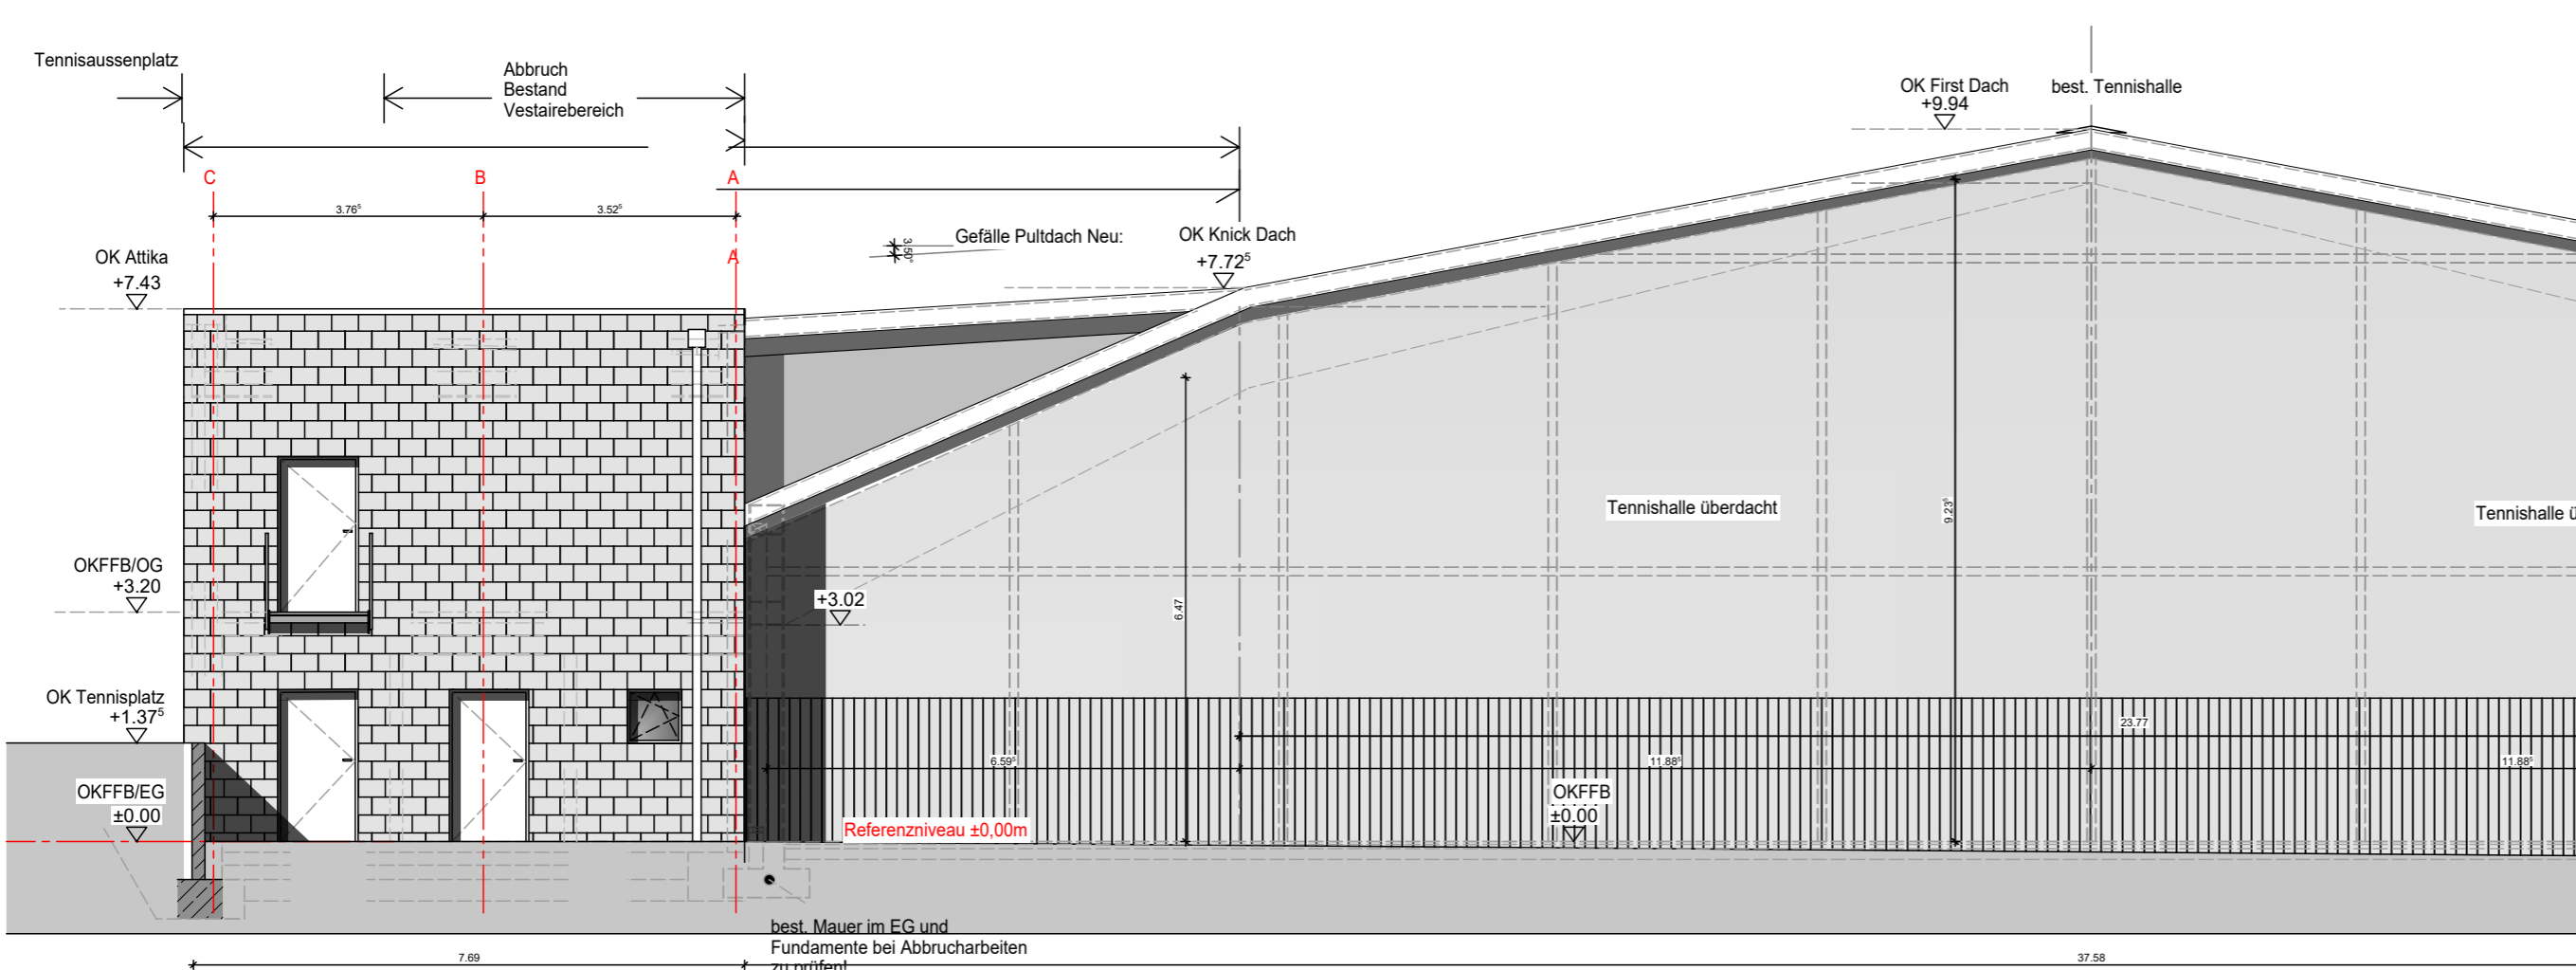 Tennisaussenplatz
Abbruch
Bestand
Vestairebereich
OK First Dach
+9.94
best. Tennishalle
C
B
A
3.76⁵
3.52⁵
3.50°
Gefälle Pultdach Neu:
OK Knick Dach
+7.72⁵
OK Attika
+7.43
A
Tennishalle überdacht
Tennishalle ü
9.23⁵
OKFFB/OG
+3.20
+3.02
6.47
OK Tennisplatz
+1.37⁵
23.77
6.59⁵
11.88⁵
11.88⁵
OKFFB/EG
±0.00
OKFFB
±0.00
Referenzniveau ±0,00m
best. Mauer im EG und
Fundamente bei Abbrucharbeiten
zu prüfen!
7.69
37.58